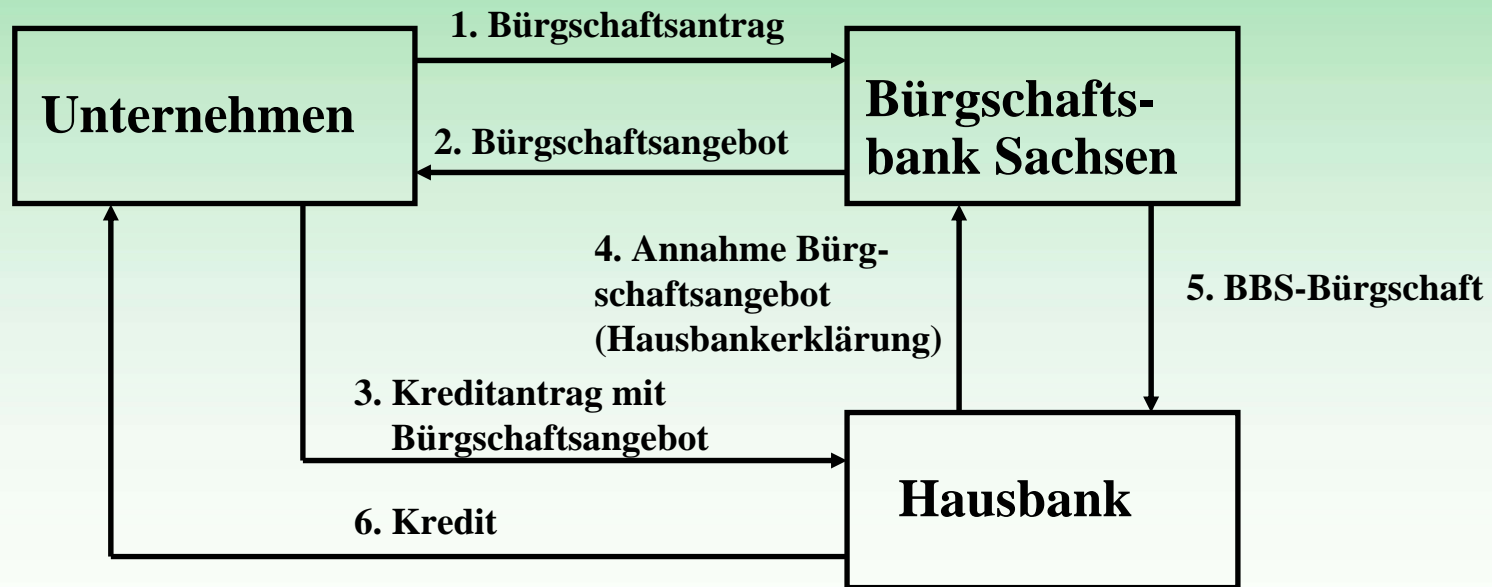 1. Bürgschaftsantrag
Unternehmen
Bürgschafts-
bank Sachsen
2. Bürgschaftsangebot
4. Annahme Bürg-
schaftsangebot
(Hausbankerklärung)
5. BBS-Bürgschaft
3. Kreditantrag mit
Bürgschaftsangebot
Hausbank
6. Kredit